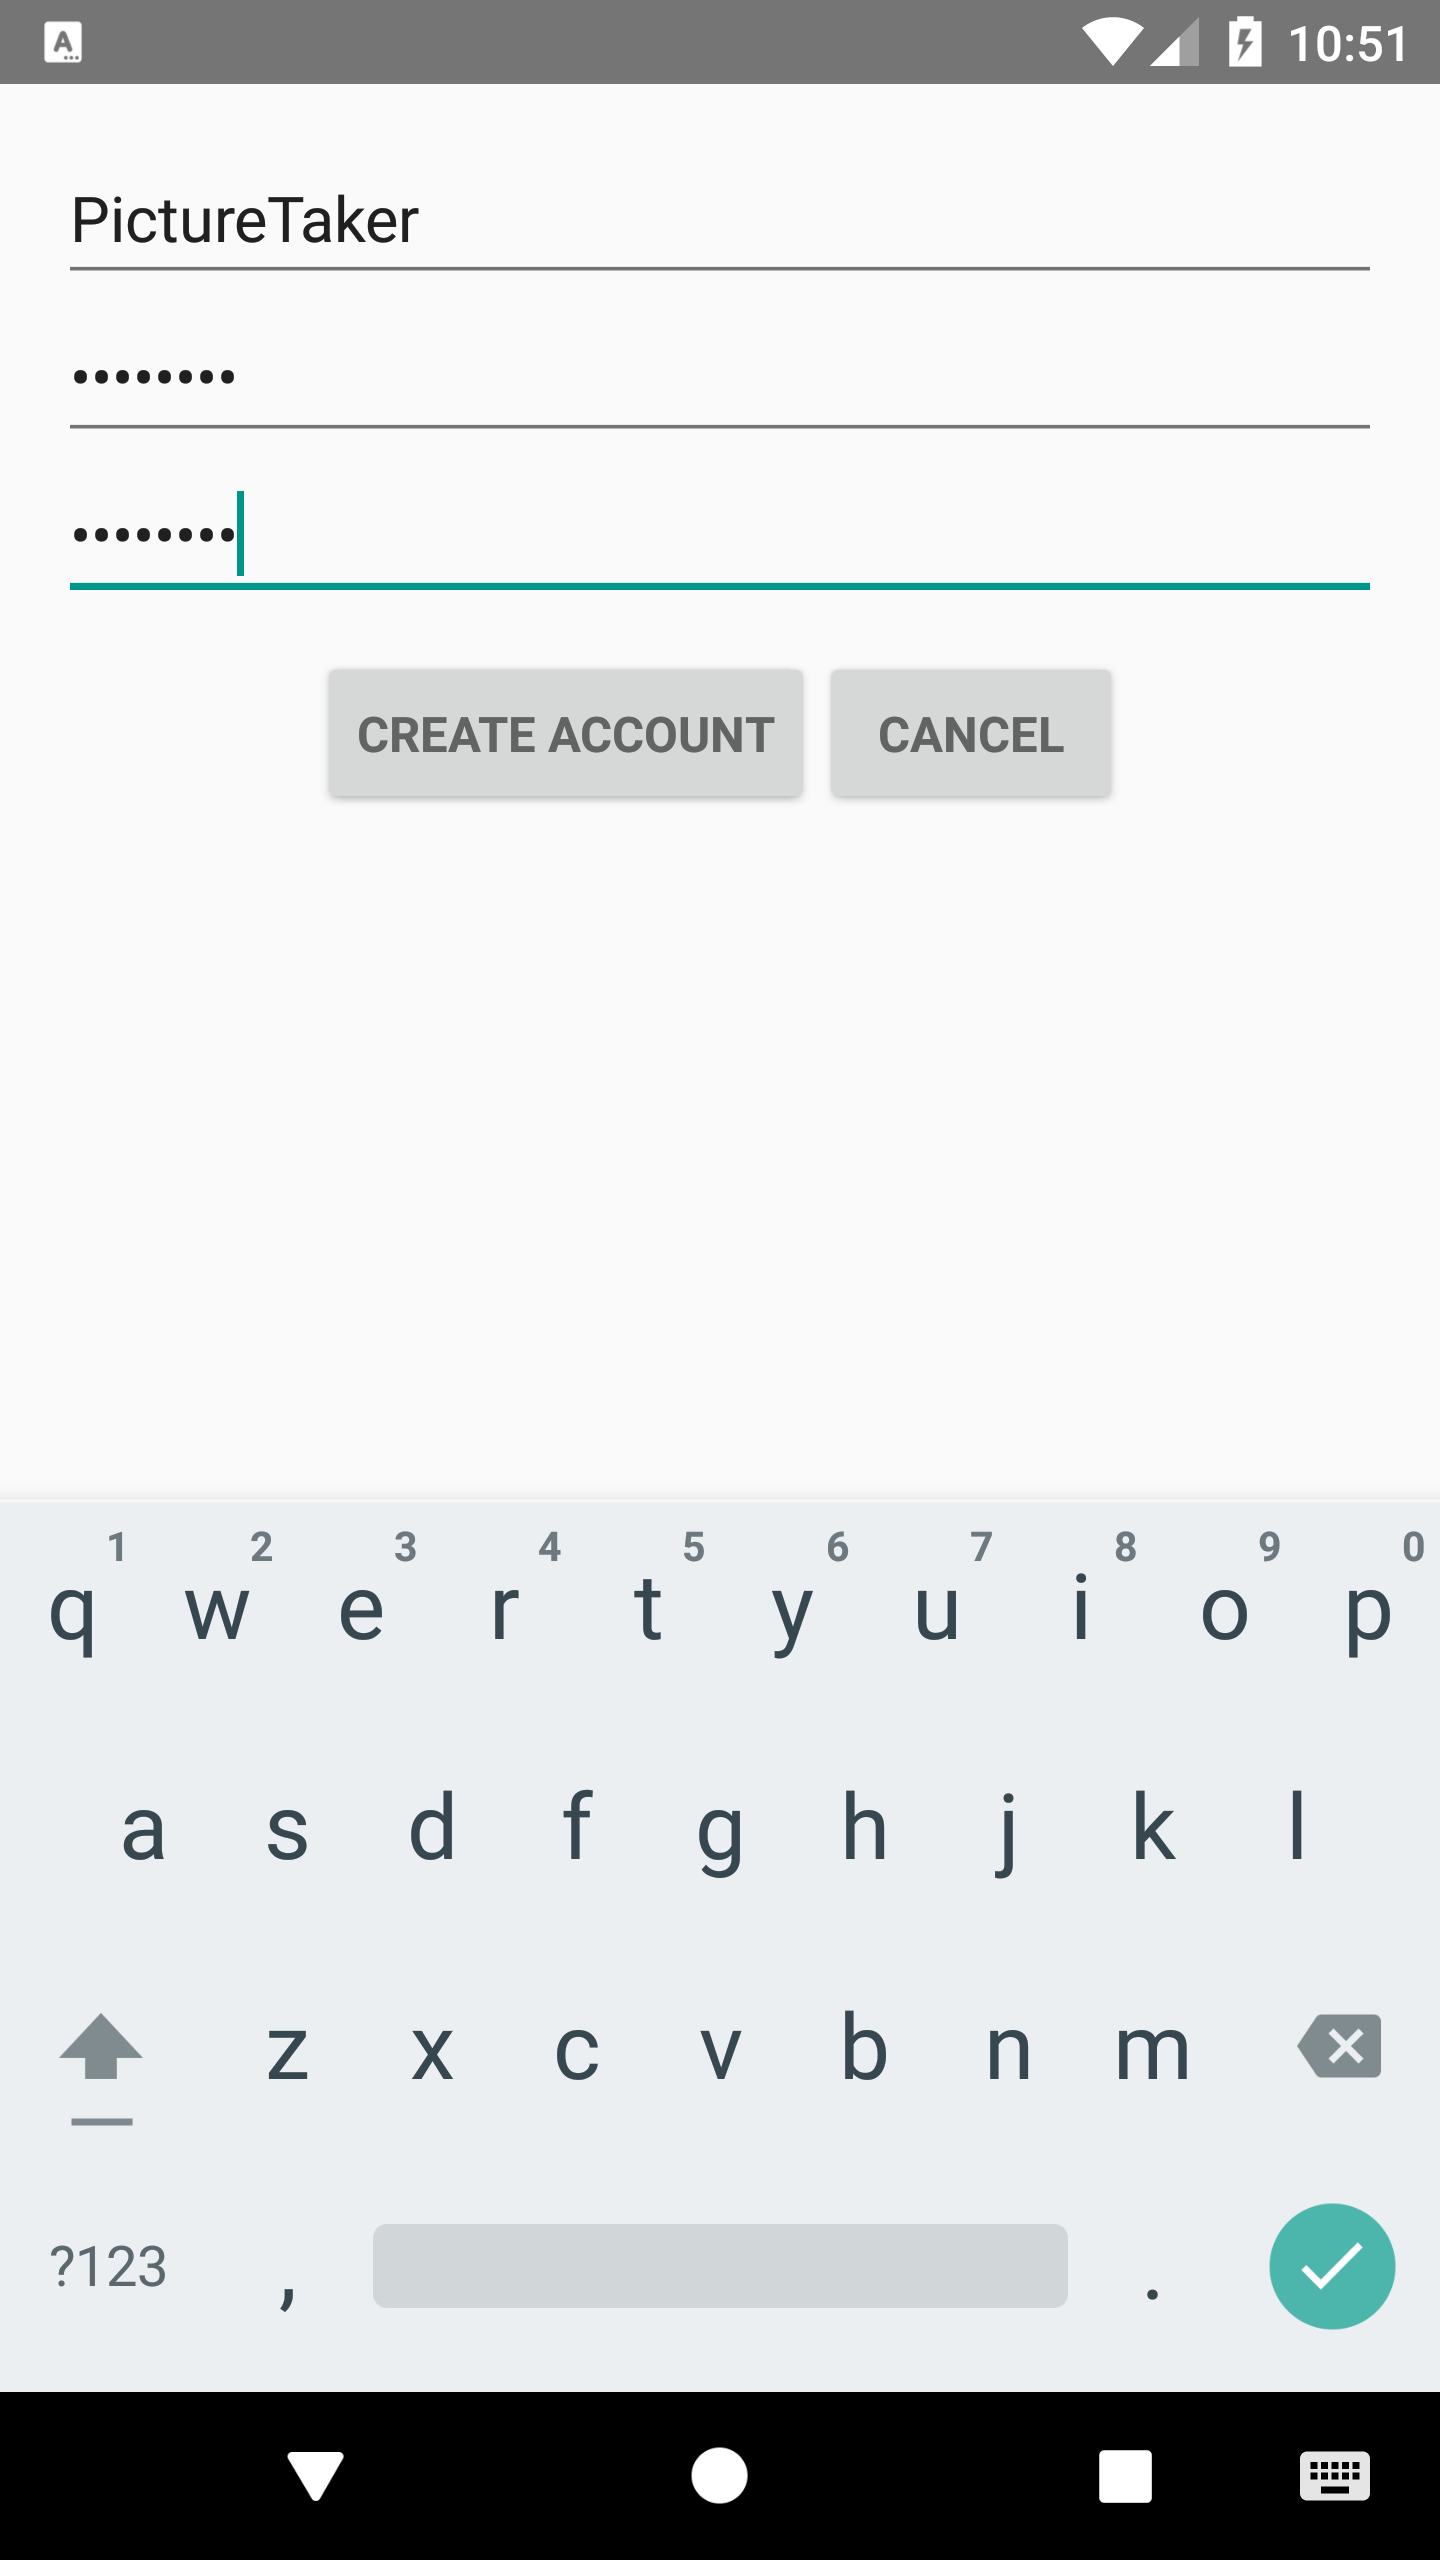 10:51
PictureTaker
••••••••
••••••••
CREATE ACCOUNT CANCEL
1 2 3 4 5 6 7 8 9 0
q w e r t y u i o p
a s d f g h j k l
z x c v b n m
?123 , .